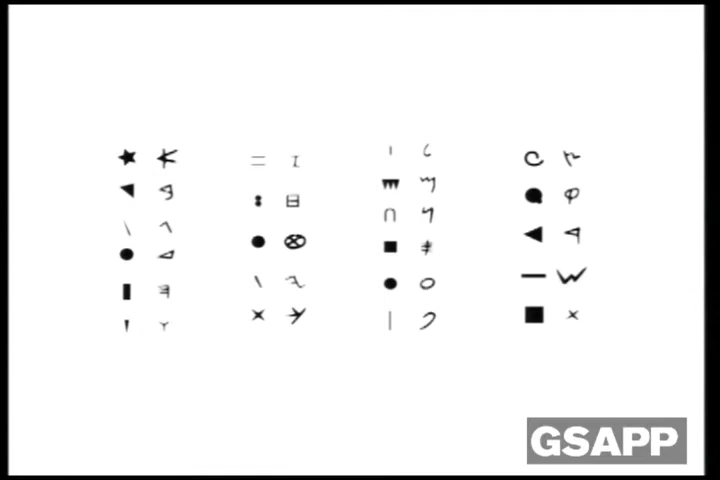 𐤀
𐤁
𐤂
𐤃
𐤄
𐤅
𐤆
𐤇
𐤈
𐤉
𐤊
𐤋
𐤌
𐤍
𐤎
𐤏
𐤐
𐤑
𐤒
𐤓
𐤔
𐤕
GSAPP